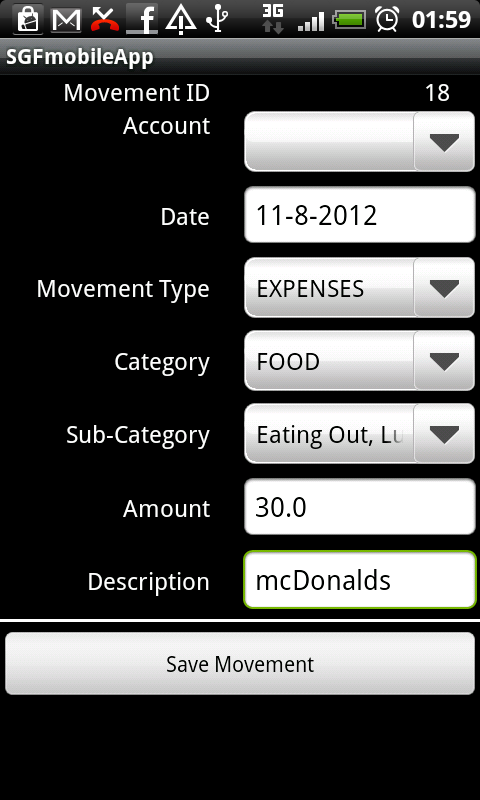 3G 01:59
SGFmobileApp
Movement ID 18
Account
Date 11-8-2012
Movement Type EXPENSES
Category FOOD
Sub-Category Eating Out, Lu
Amount 30.0
Description mcDonalds
Save Movement